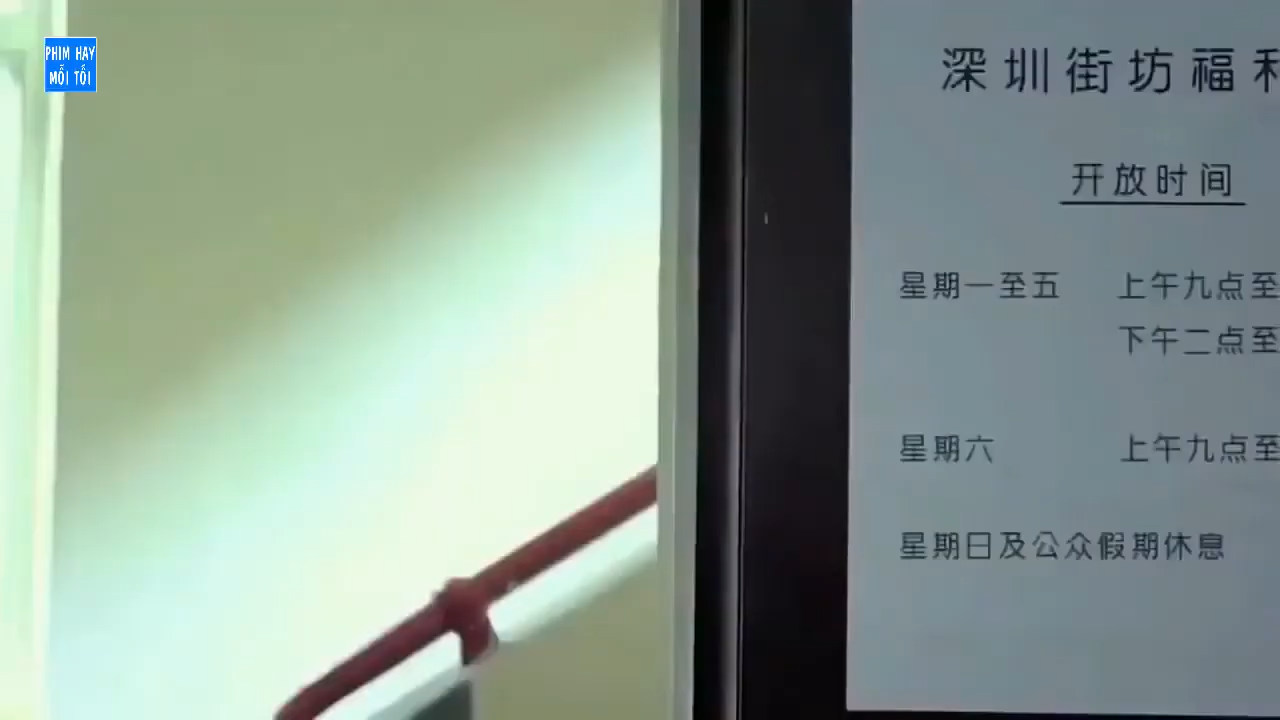 PHIM HAY
MỖI TỐI
深圳街坊福利
开放时间
星期一至五 上午九点至
下午二点至
星期六 上午九点至
星期日及公众假期休息